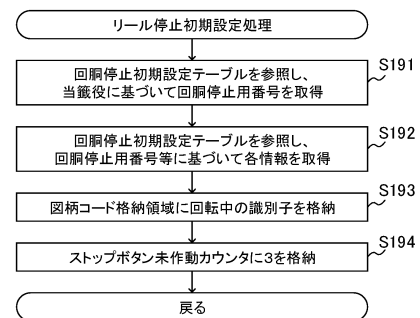 リール停止初期設定処理
S191
回胴停止初期設定テーブルを参照し、
当籤役に基づいて回胴停止用番号を取得
S192
回胴停止初期設定テーブルを参照し、
回胴停止用番号等に基づいて各情報を取得
S193
図柄コード格納領域に回転中の識別子を格納
S194
ストップボタン未作動カウンタに3を格納
戻る